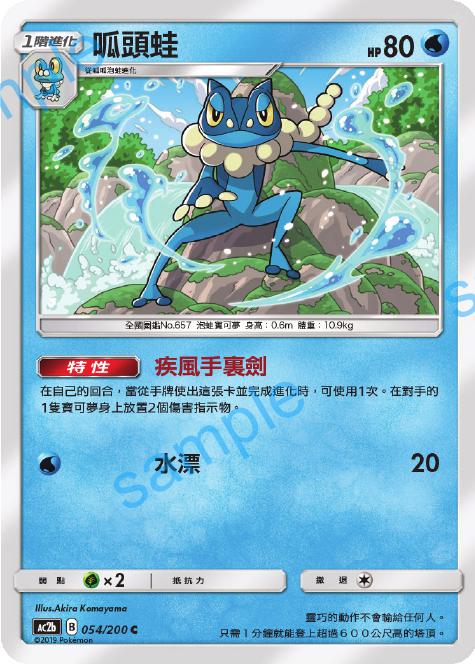 1階進化
呱頭蛙
HP 80
從呱呱泡蛙進化
全國圖鑑No.657 泡蛙寶可夢 身高：0.6m 體重：10.9kg
特性 疾風手裏劍
在自己的回合，當從手牌使出這張卡並完成進化時，可使用1次。在對手的
1隻寶可夢身上放置2個傷害指示物。
sample
水漂 20
弱點 ×2 抵抗力 撤退
Illus.Akira Komayama
AC2b B 054/200 C
©2019 Pokémon
靈巧的動作不會輸給任何人。
只需1分鐘就能登上超過600公尺高的塔頂。